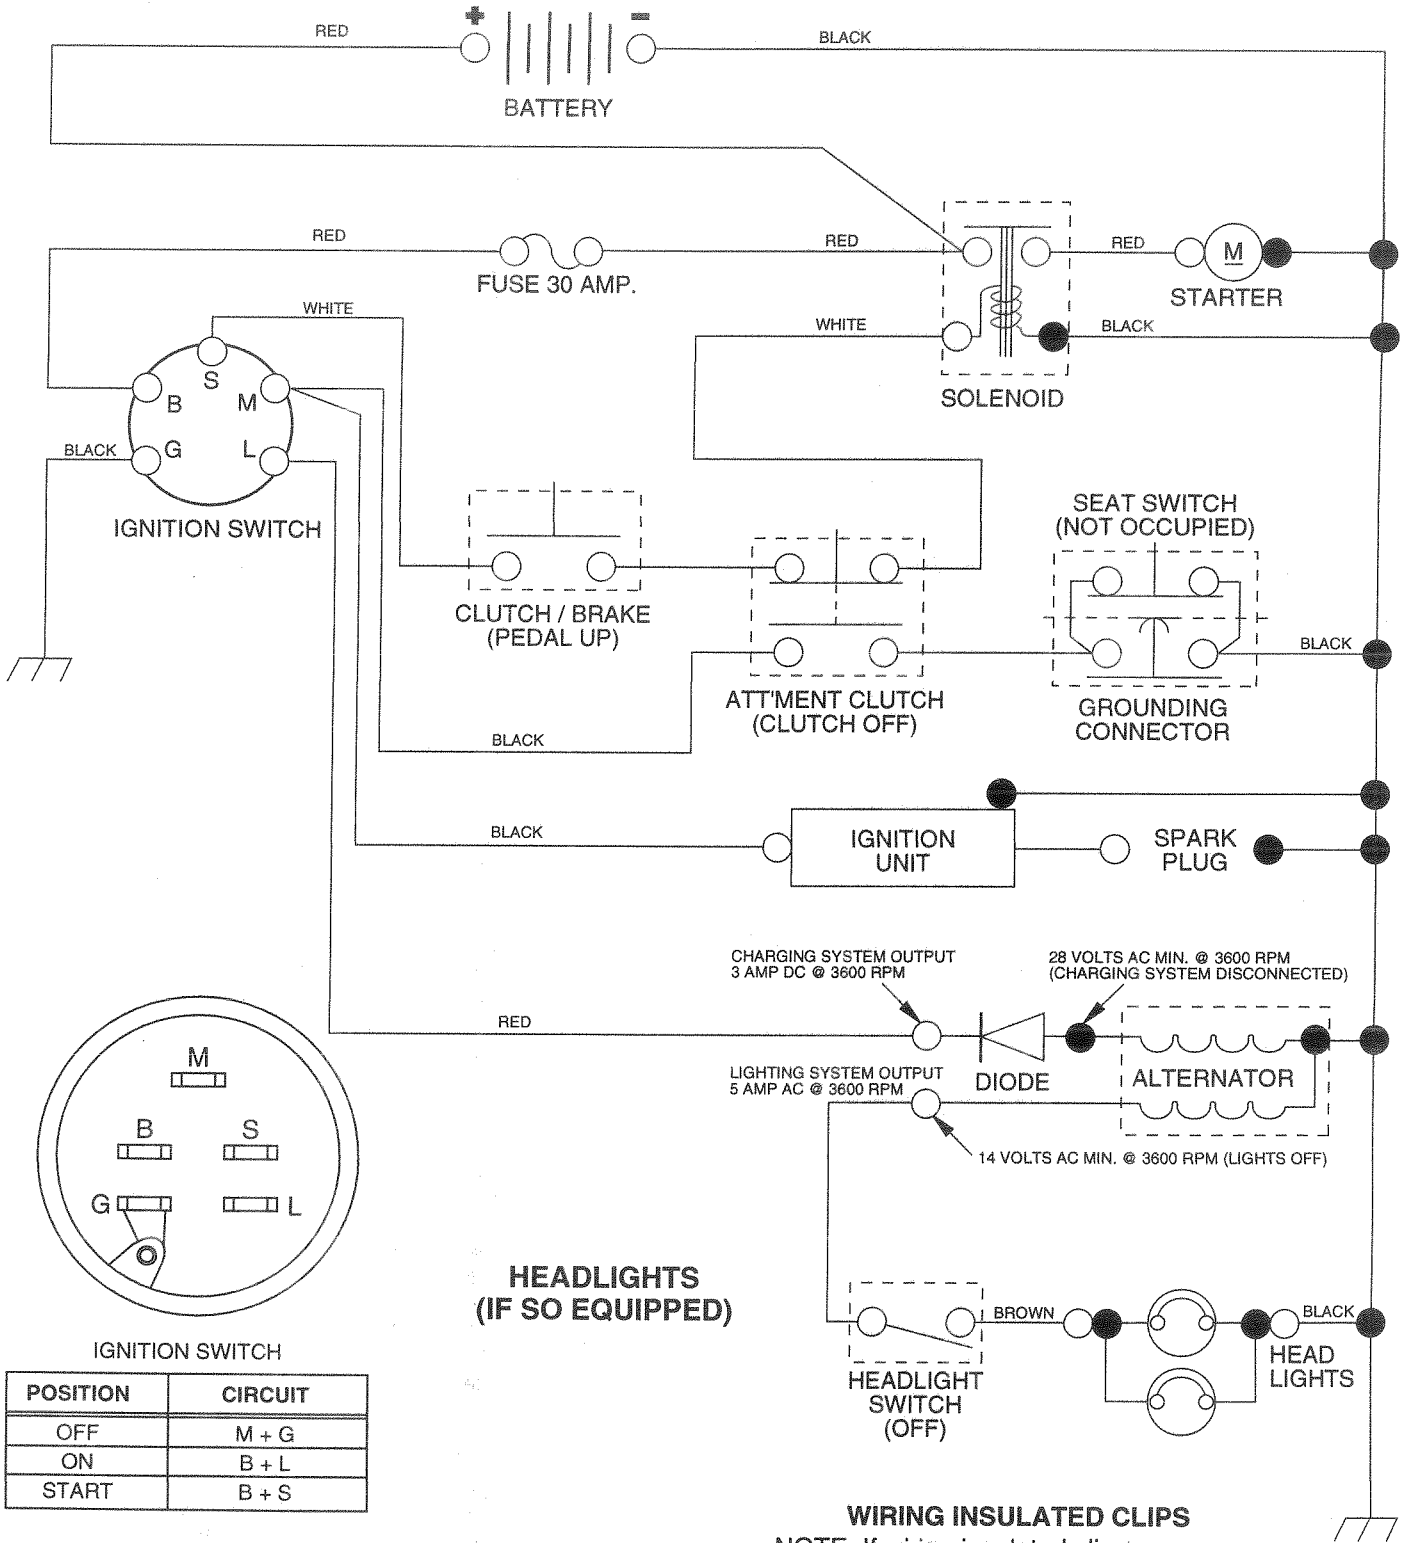 +
-
RED
BLACK
BATTERY
RED
RED
RED
M
FUSE 30 AMP.
STARTER
WHITE
WHITE
BLACK
S
B
M
SOLENOID
BLACK
G
L
IGNITION SWITCH
SEAT SWITCH
(NOT OCCUPIED)
CLUTCH / BRAKE
(PEDAL UP)
BLACK
ATT'MENT CLUTCH
(CLUTCH OFF)
GROUNDING
CONNECTOR
BLACK
BLACK
IGNITION
UNIT
SPARK
PLUG
CHARGING SYSTEM OUTPUT
3 AMP DC @ 3600 RPM
28 VOLTS AC MIN. @ 3600 RPM
(CHARGING SYSTEM DISCONNECTED)
RED
DIODE
ALTERNATOR
LIGHTING SYSTEM OUTPUT
5 AMP AC @ 3600 RPM
14 VOLTS AC MIN. @ 3600 RPM (LIGHTS OFF)
M
B
S
G
L
HEADLIGHTS
(IF SO EQUIPPED)
BROWN
BLACK
HEAD
LIGHTS
HEADLIGHT
SWITCH
(OFF)
IGNITION SWITCH
POSITION CIRCUIT
OFF M + G
ON B + L
START B + S
WIRING INSULATED CLIPS